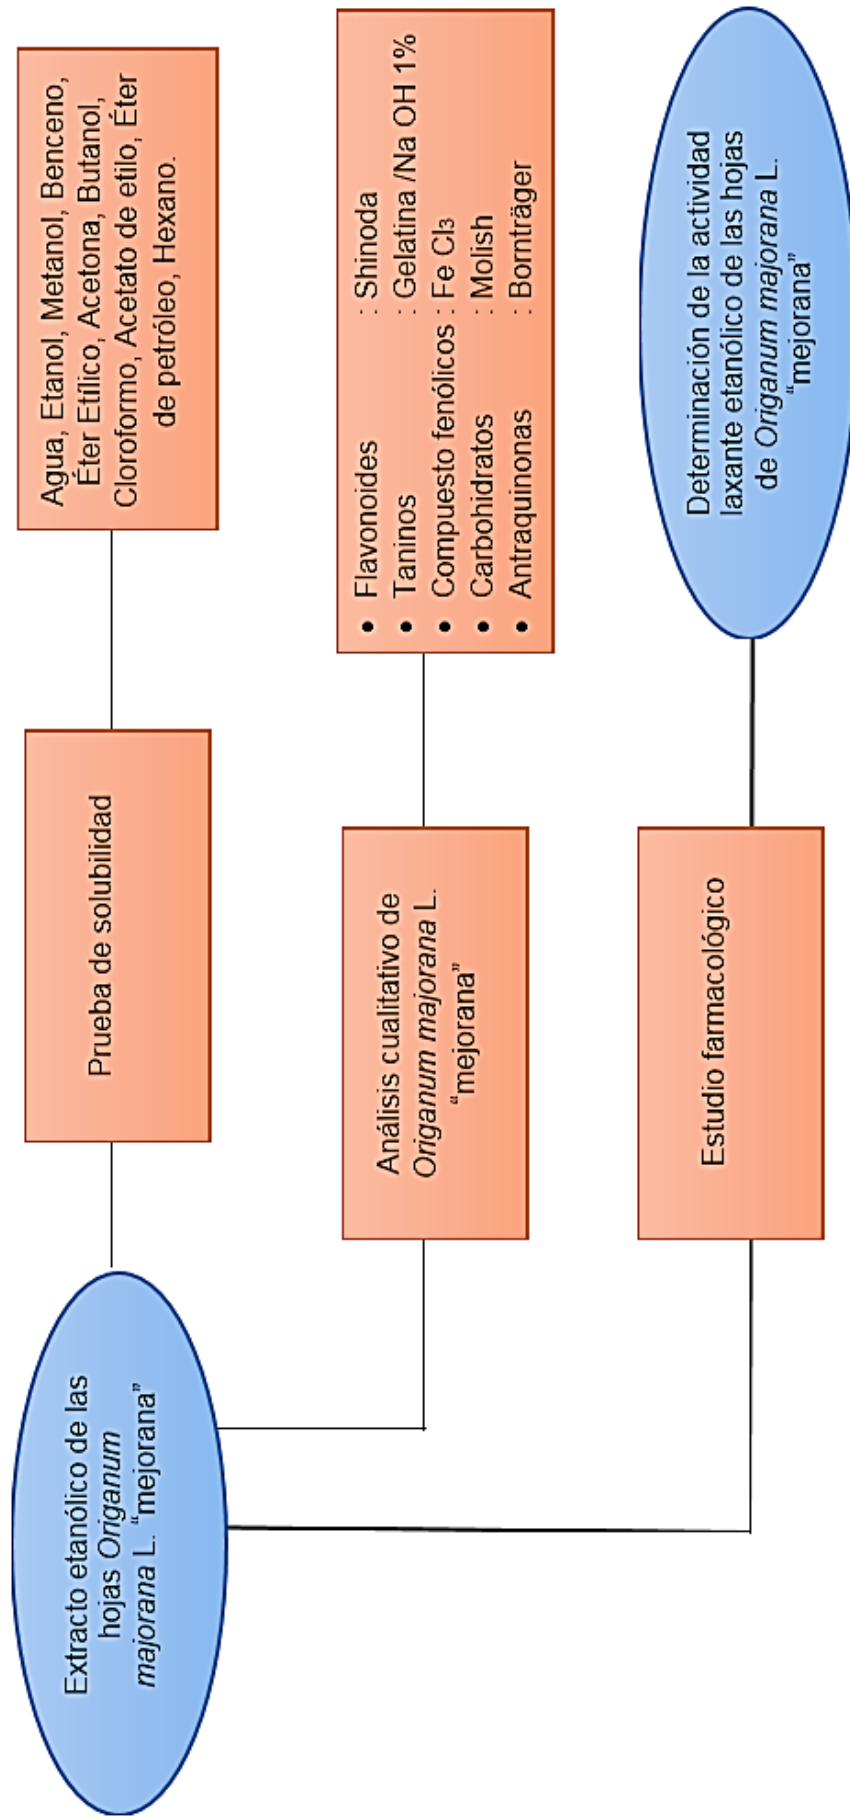 Extracto etanólico de las
hojas Origanum
majorana L. “mejorana”
Prueba de solubilidad
Agua, Etanol, Metanol, Benceno,
Éter Etílico, Acetona, Butanol,
Cloroformo, Acetato de etilo, Éter
de petróleo, Hexano.
Análisis cualitativo de
Origanum majorana L.
“mejorana”
• Flavonoides : Shinoda
• Taninos : Gelatina /Na OH 1%
• Compuesto fenólicos : Fe Cl₃
• Carbohidratos : Molish
• Antraquinonas : Bornträger
Estudio farmacológico
Determinación de la actividad
laxante etanólico de las hojas
de Origanum majorana L.
“mejorana”